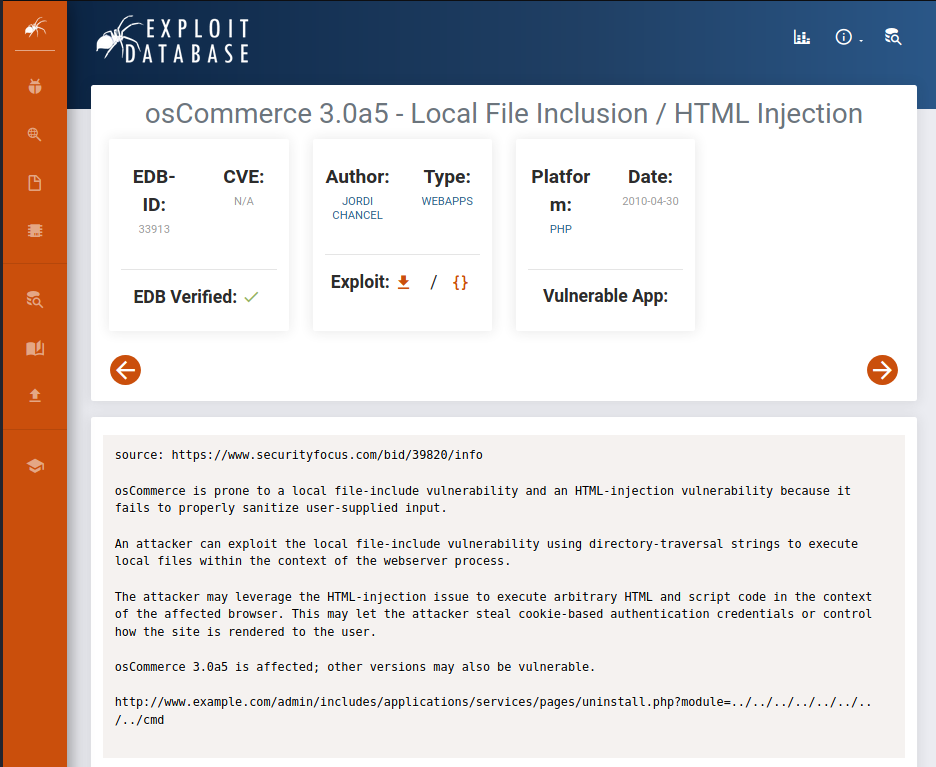 EXPLOIT
DATABASE
osCommerce 3.0a5 - Local File Inclusion / HTML Injection
EDB-
ID:
33913
CVE:
N/A
EDB Verified:
Author:
JORDI
CHANCEL
Type:
WEBAPPS
Exploit: / {}
Platfor
m:
PHP
Date:
2010-04-30
Vulnerable App:
source: https://www.securityfocus.com/bid/39820/info
osCommerce is prone to a local file-include vulnerability and an HTML-injection vulnerability because it
fails to properly sanitize user-supplied input.
An attacker can exploit the local file-include vulnerability using directory-traversal strings to execute
local files within the context of the webserver process.
The attacker may leverage the HTML-injection issue to execute arbitrary HTML and script code in the context
of the affected browser. This may let the attacker steal cookie-based authentication credentials or control
how the site is rendered to the user.
osCommerce 3.0a5 is affected; other versions may also be vulnerable.
http://www.example.com/admin/includes/applications/services/pages/uninstall.php?module=../../../../../../../..
/../cmd